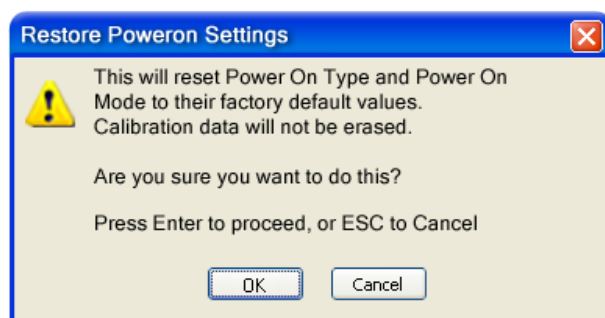 Restore Poweron Settings
This will reset Power On Type and Power On
Mode to their factory default values.
Calibration data will not be erased.
Are you sure you want to do this?
Press Enter to proceed, or ESC to Cancel
OK Cancel